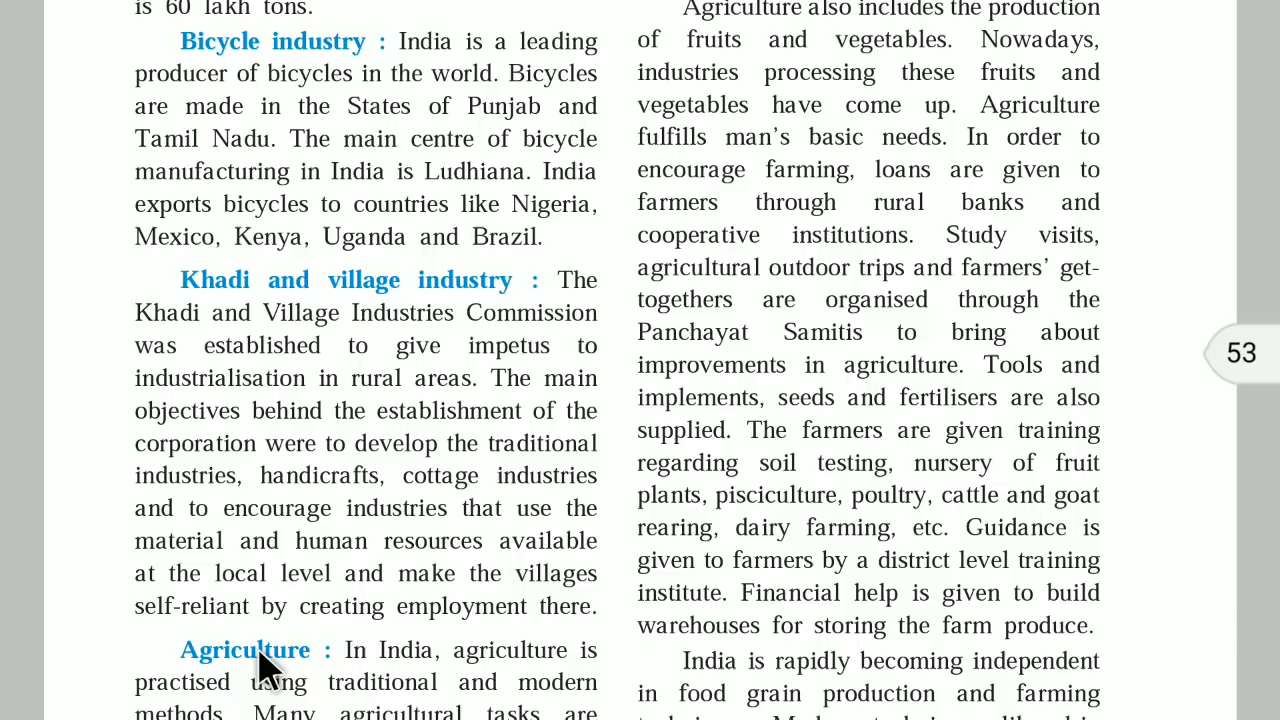 is 60 lakh tons.
Bicycle industry : India is a leading
producer of bicycles in the world. Bicycles
are made in the States of Punjab and
Tamil Nadu. The main centre of bicycle
manufacturing in India is Ludhiana. India
exports bicycles to countries like Nigeria,
Mexico, Kenya, Uganda and Brazil.
Khadi and village industry : The
Khadi and Village Industries Commission
was established to give impetus to
industrialisation in rural areas. The main
objectives behind the establishment of the
corporation were to develop the traditional
industries, handicrafts, cottage industries
and to encourage industries that use the
material and human resources available
at the local level and make the villages
self-reliant by creating employment there.
Agriculture : In India, agriculture is
practised using traditional and modern
methods. Many agricultural tasks are
Agriculture also includes the production
of fruits and vegetables. Nowadays,
industries processing these fruits and
vegetables have come up. Agriculture
fulfills man's basic needs. In order to
encourage farming, loans are given to
farmers through rural banks and
cooperative institutions. Study visits,
agricultural outdoor trips and farmers' get-
togethers are organised through the
Panchayat Samitis to bring about
improvements in agriculture. Tools and
implements, seeds and fertilisers are also
supplied. The farmers are given training
regarding soil testing, nursery of fruit
plants, pisciculture, poultry, cattle and goat
rearing, dairy farming, etc. Guidance is
given to farmers by a district level training
institute. Financial help is given to build
warehouses for storing the farm produce.
India is rapidly becoming independent
in food grain production and farming
53